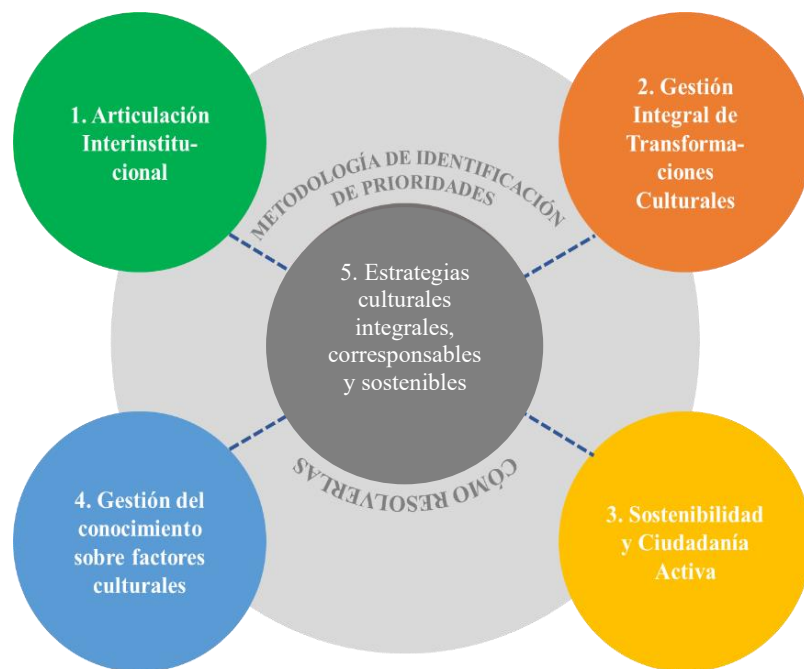 1. Articulación
Interinstitu-
cional
2. Gestión
Integral de
Transforma-
ciones
Culturales
METODOLOGÍA DE IDENTIFICACIÓN
DE PRIORIDADES
5. Estrategias
culturales
integrales,
corresponsables
y sostenibles
CÓMO RESOLVERLAS
4. Gestión del
conocimiento
sobre factores
culturales
3. Sostenibilidad
y Ciudadanía
Activa